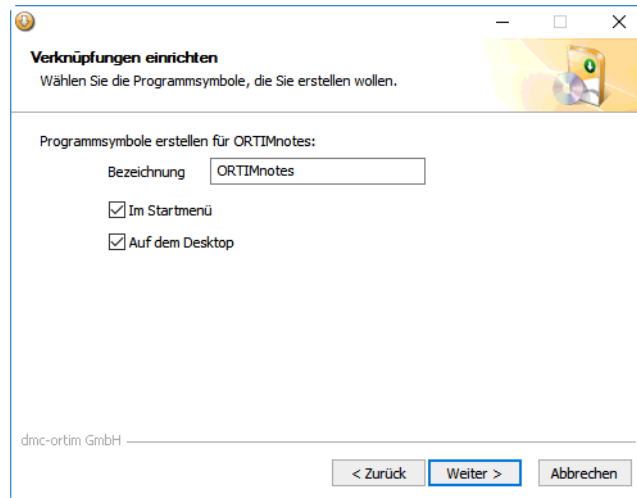 Verknüpfungen einrichten
Wählen Sie die Programmsymbole, die Sie erstellen wollen.
Programmsymbole erstellen für ORTIMnotes:
Bezeichnung ORTIMnotes
Im Startmenü
Auf dem Desktop
dmc-ortim GmbH
< Zurück Weiter > Abbrechen